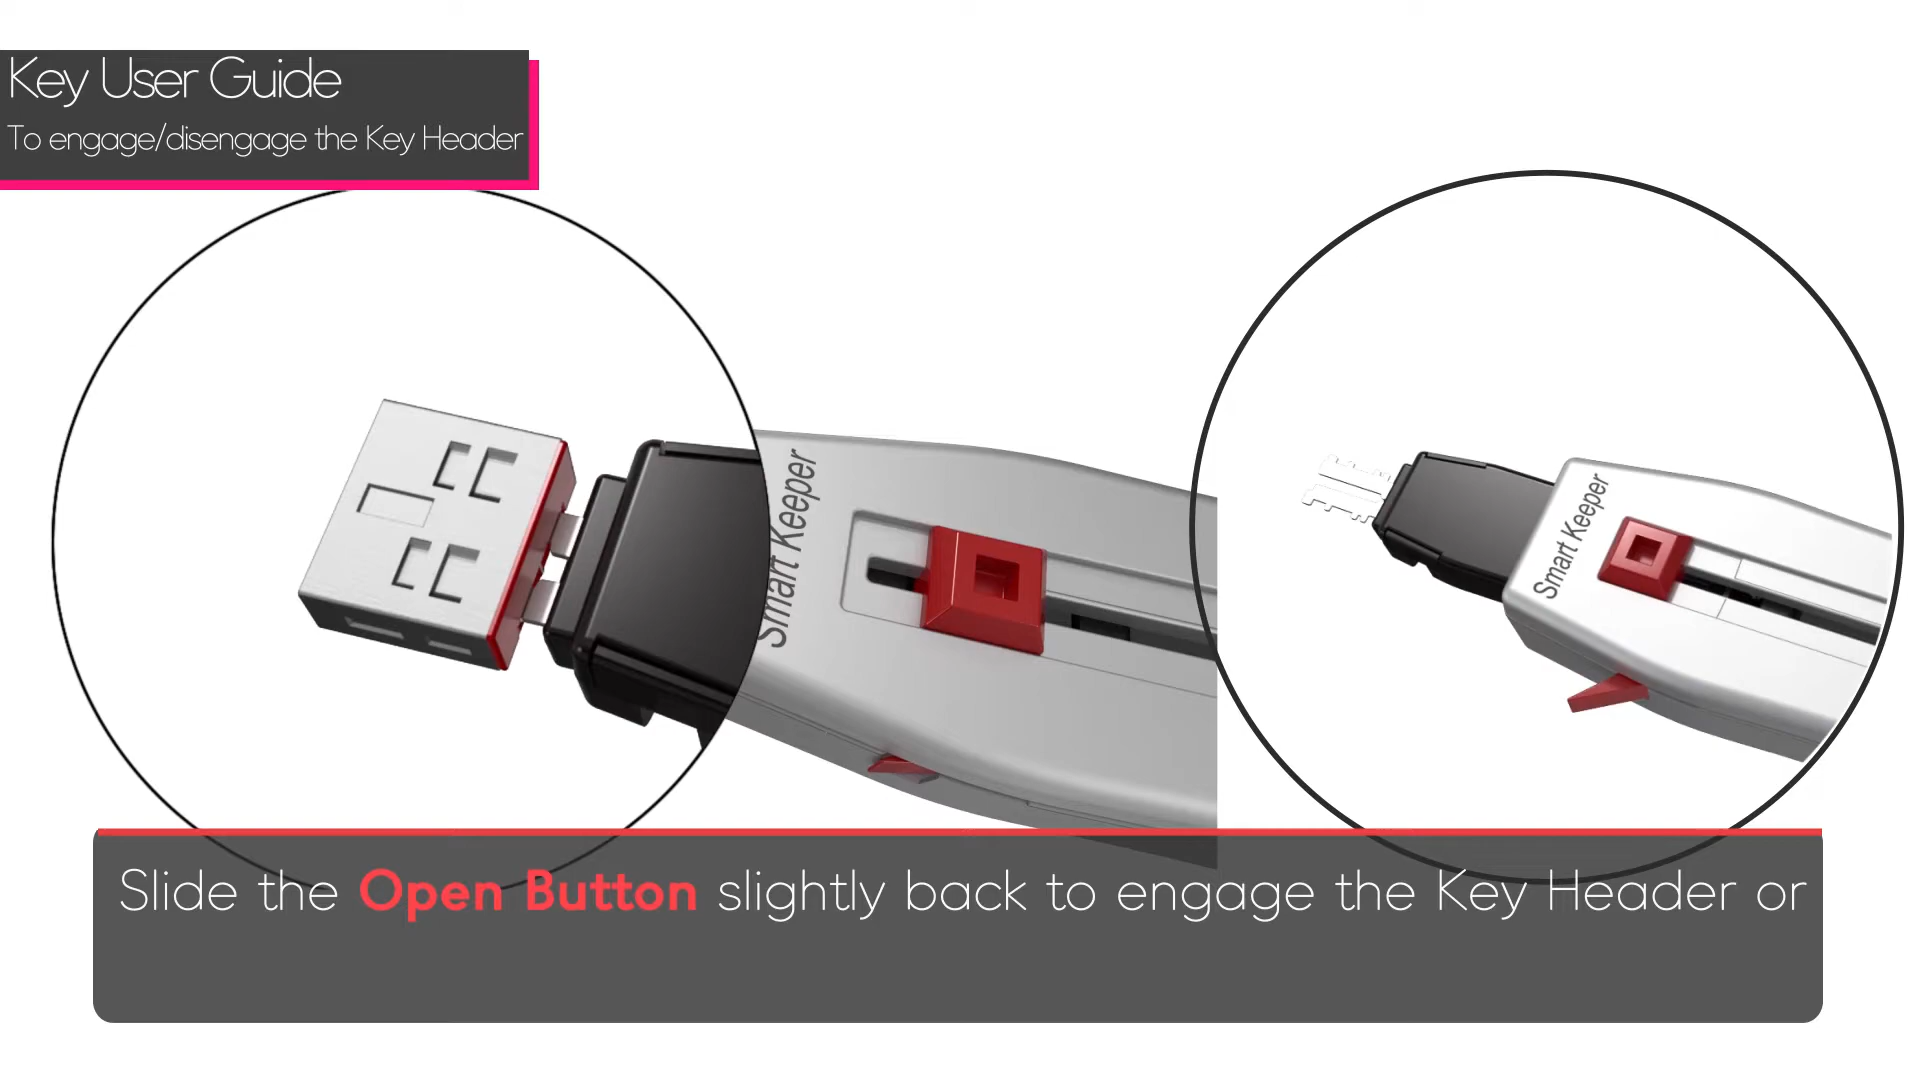 Key User Guide
To engage/disengage the Key Header
Smart Keeper
Smart Keeper
Slide the Open Button slightly back to engage the Key Header or